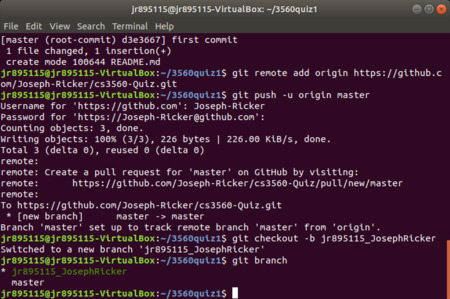 jr895115@jr895115-VirtualBox: ~/3560quiz1
File Edit View Search Terminal Help
[master (root-commit) d3e3667] first commit
 1 file changed, 1 insertion(+)
 create mode 100644 README.md
jr895115@jr895115-VirtualBox:~/3560quiz1$ git remote add origin https://github.c
om/Joseph-Ricker/cs3560-Quiz.git
jr895115@jr895115-VirtualBox:~/3560quiz1$ git push -u origin master
Username for 'https://github.com': Joseph-Ricker
Password for 'https://Joseph-Ricker@github.com':
Counting objects: 3, done.
Writing objects: 100% (3/3), 226 bytes | 226.00 KiB/s, done.
Total 3 (delta 0), reused 0 (delta 0)
remote:
remote: Create a pull request for 'master' on GitHub by visiting:
remote:      https://github.com/Joseph-Ricker/cs3560-Quiz/pull/new/master
remote:
To https://github.com/Joseph-Ricker/cs3560-Quiz.git
 * [new branch]      master -> master
Branch 'master' set up to track remote branch 'master' from 'origin'.
jr895115@jr895115-VirtualBox:~/3560quiz1$ git checkout -b jr895115_JosephRicker
Switched to a new branch 'jr895115_JosephRicker'
jr895115@jr895115-VirtualBox:~/3560quiz1$ git branch
* jr895115_JosephRicker
  master
jr895115@jr895115-VirtualBox:~/3560quiz1$